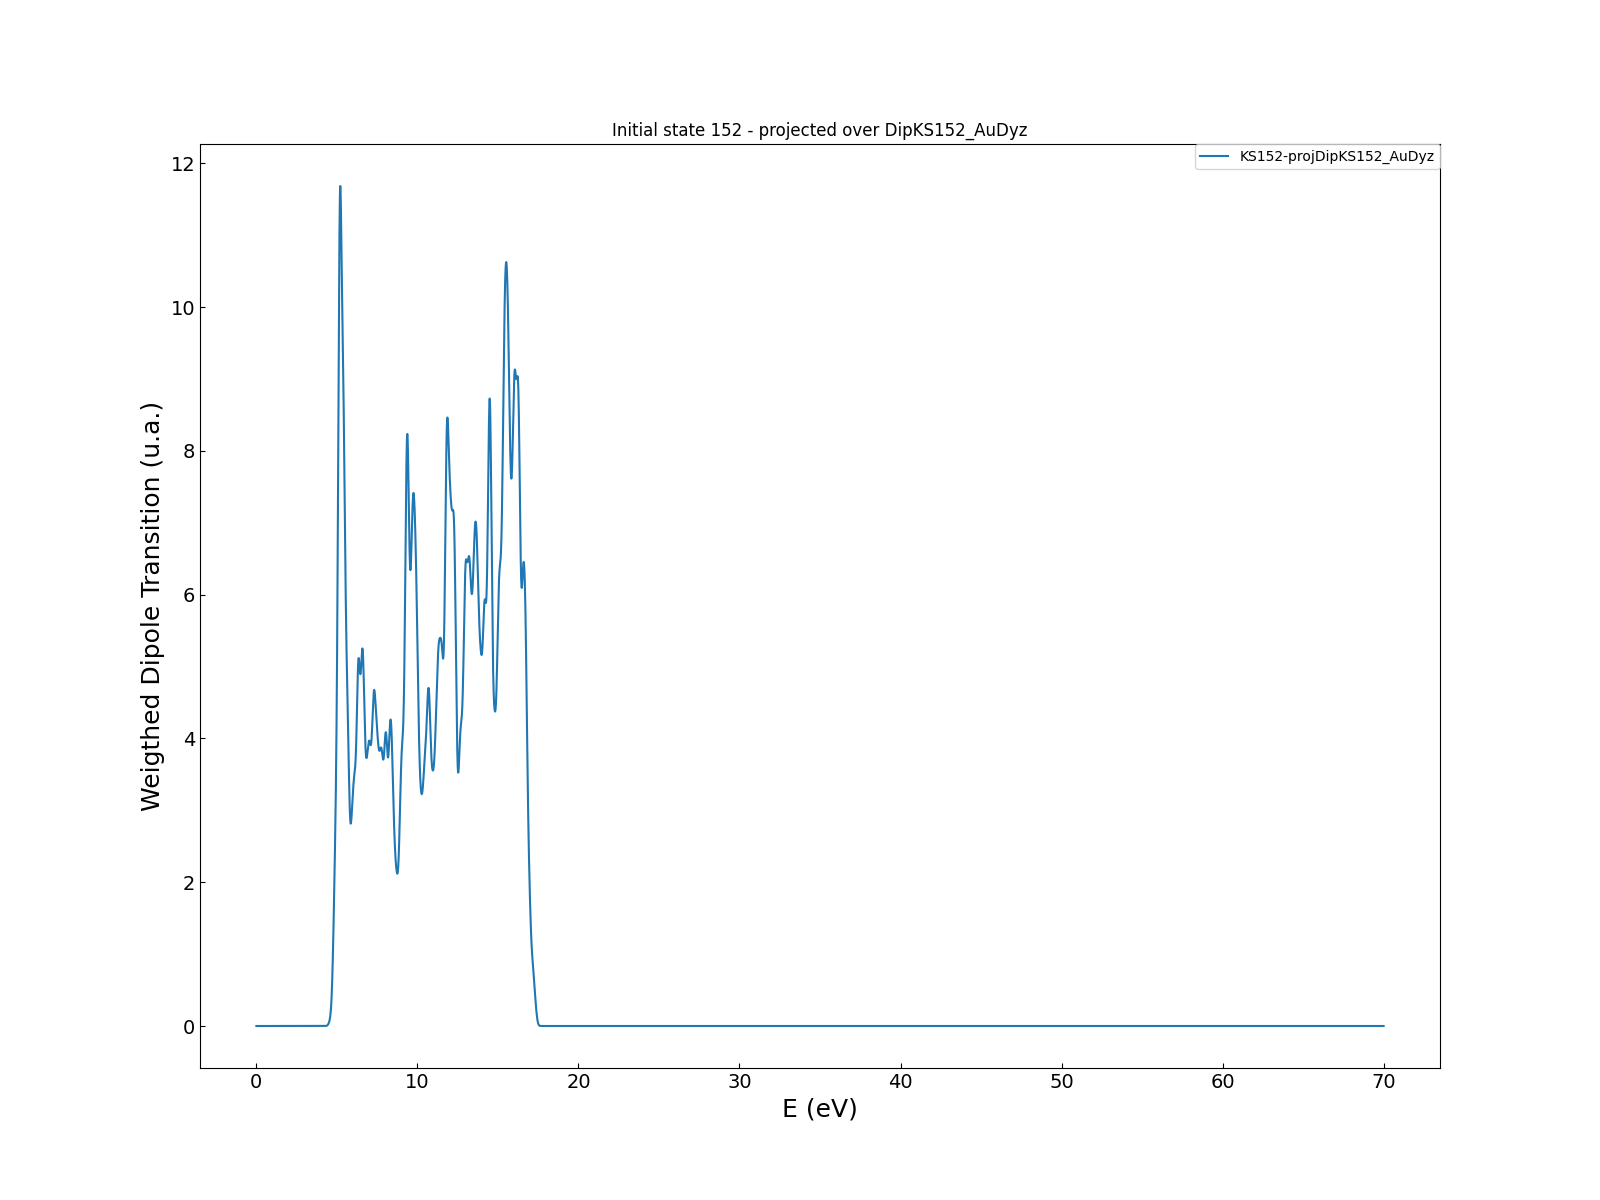 Initial state 152 - projected over DipKS152_AuDyz
KS152-projDipKS152_AuDyz
12
10
8
6
4
2
0
Weigthed Dipole Transition (u.a.)
0 10 20 30 40 50 60 70
E (eV)